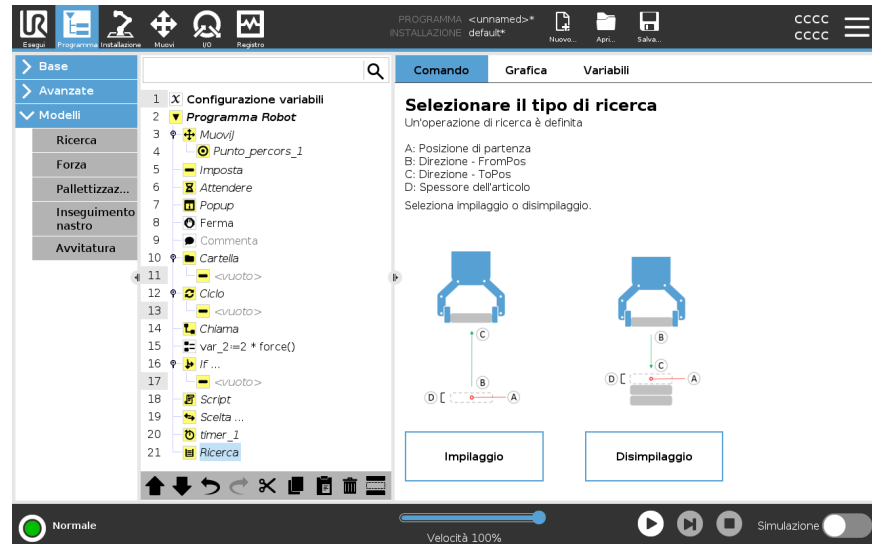 UR
PROGRAMMA <unnamed>*
INSTALLAZIONE default*
cccc
cccc
Esegui Programma Installazione Muovi I/O Registro Nuovo... Apri... Salva...
Base
Avanzate
Modelli
Ricerca
Forza
Pallettizzaz...
Inseguimento
nastro
Avvitatura
1 X Configurazione variabili
2 Programma Robot
3 MuoviJ
4 Punto_percors_1
5 Imposta
6 Attendere
7 Popup
8 Ferma
9 Commenta
10 Cartella
11 <vuoto>
12 Ciclo
13 <vuoto>
14 Chiama
15 var_2:=2 * force()
16 If ...
17 <vuoto>
18 Script
19 Scelta ...
20 timer_1
21 Ricerca
Comando Grafica Variabili
Selezionare il tipo di ricerca
Un'operazione di ricerca è definita
A: Posizione di partenza
B: Direzione - FromPos
C: Direzione - ToPos
D: Spessore dell'articolo
Seleziona impilaggio o disimpilaggio.
C
B
D A
B
C
D A
Impilaggio
Disimpilaggio
Normale
Velocità 100%
Simulazione